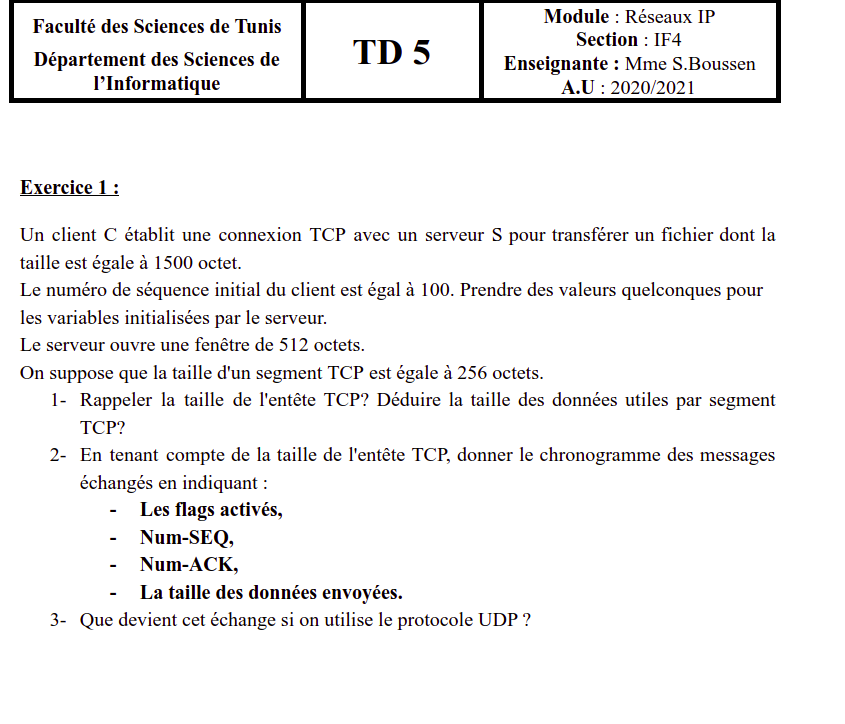 Faculté des Sciences de Tunis
Département des Sciences de
l’Informatique
TD 5
Module : Réseaux IP
Section : IF4
Enseignante : Mme S.Boussen
A.U : 2020/2021
Exercice 1 :
Un client C établit une connexion TCP avec un serveur S pour transférer un fichier dont la
taille est égale à 1500 octet.
Le numéro de séquence initial du client est égal à 100. Prendre des valeurs quelconques pour
les variables initialisées par le serveur.
Le serveur ouvre une fenêtre de 512 octets.
On suppose que la taille d'un segment TCP est égale à 256 octets.
1- Rappeler la taille de l'entête TCP? Déduire la taille des données utiles par segment
TCP?
2- En tenant compte de la taille de l'entête TCP, donner le chronogramme des messages
échangés en indiquant :
- Les flags activés,
- Num-SEQ,
- Num-ACK,
- La taille des données envoyées.
3- Que devient cet échange si on utilise le protocole UDP ?